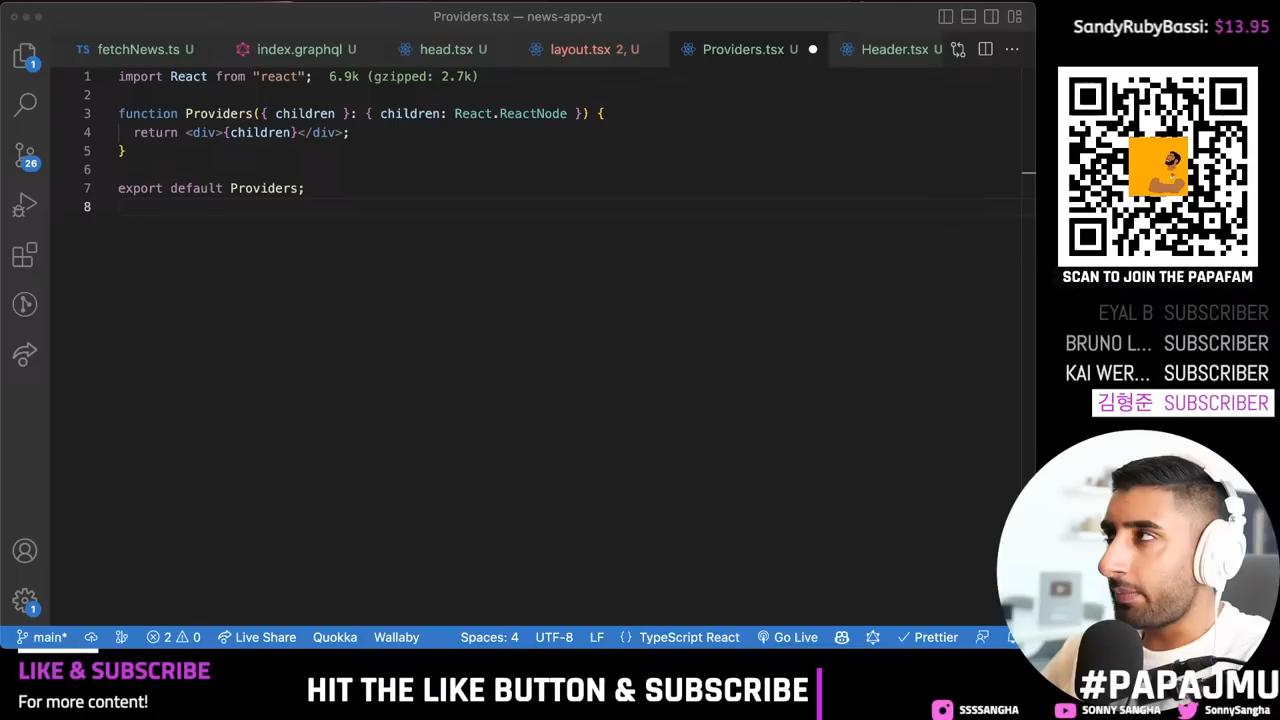 Providers.tsx — news-app-yt
TS fetchNews.ts U
index.graphql U
head.tsx U
layout.tsx 2, U
Providers.tsx U
Header.tsx U
1 import React from "react"; 6.9k (gzipped: 2.7k)
2
3 function Providers({ children }: { children: React.ReactNode }) {
4 return <div>{children}</div>;
5 }
6
7 export default Providers;
8
1
26
1
main*
2 0
Live Share
Quokka
Wallaby
Spaces: 4
UTF-8
LF
{ } TypeScript React
Go Live
Prettier
SandyRubyBassi: $13.95
SCAN TO JOIN THE PAPAFAM
EYAL B SUBSCRIBER
BRUNO L... SUBSCRIBER
KAI WER... SUBSCRIBER
김형준 SUBSCRIBER
LIKE & SUBSCRIBE
For more content!
HIT THE LIKE BUTTON & SUBSCRIBE
#PAPAJMU
SSSSANGHA
SONNY SANGHA
SonnySangha